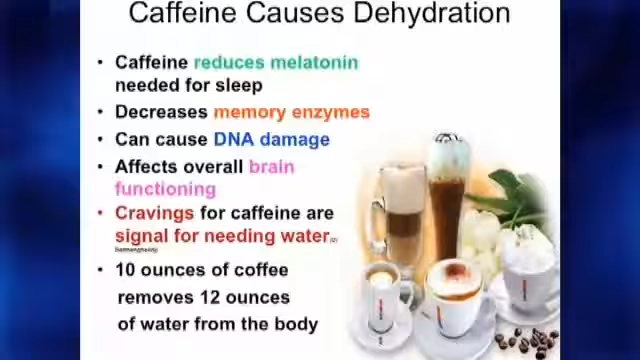 Caffeine Causes Dehydration
• Caffeine reduces melatonin
needed for sleep
• Decreases memory enzymes
• Can cause DNA damage
• Affects overall brain
functioning
• Cravings for caffeine are
signal for needing water
• 10 ounces of coffee
removes 12 ounces
of water from the body